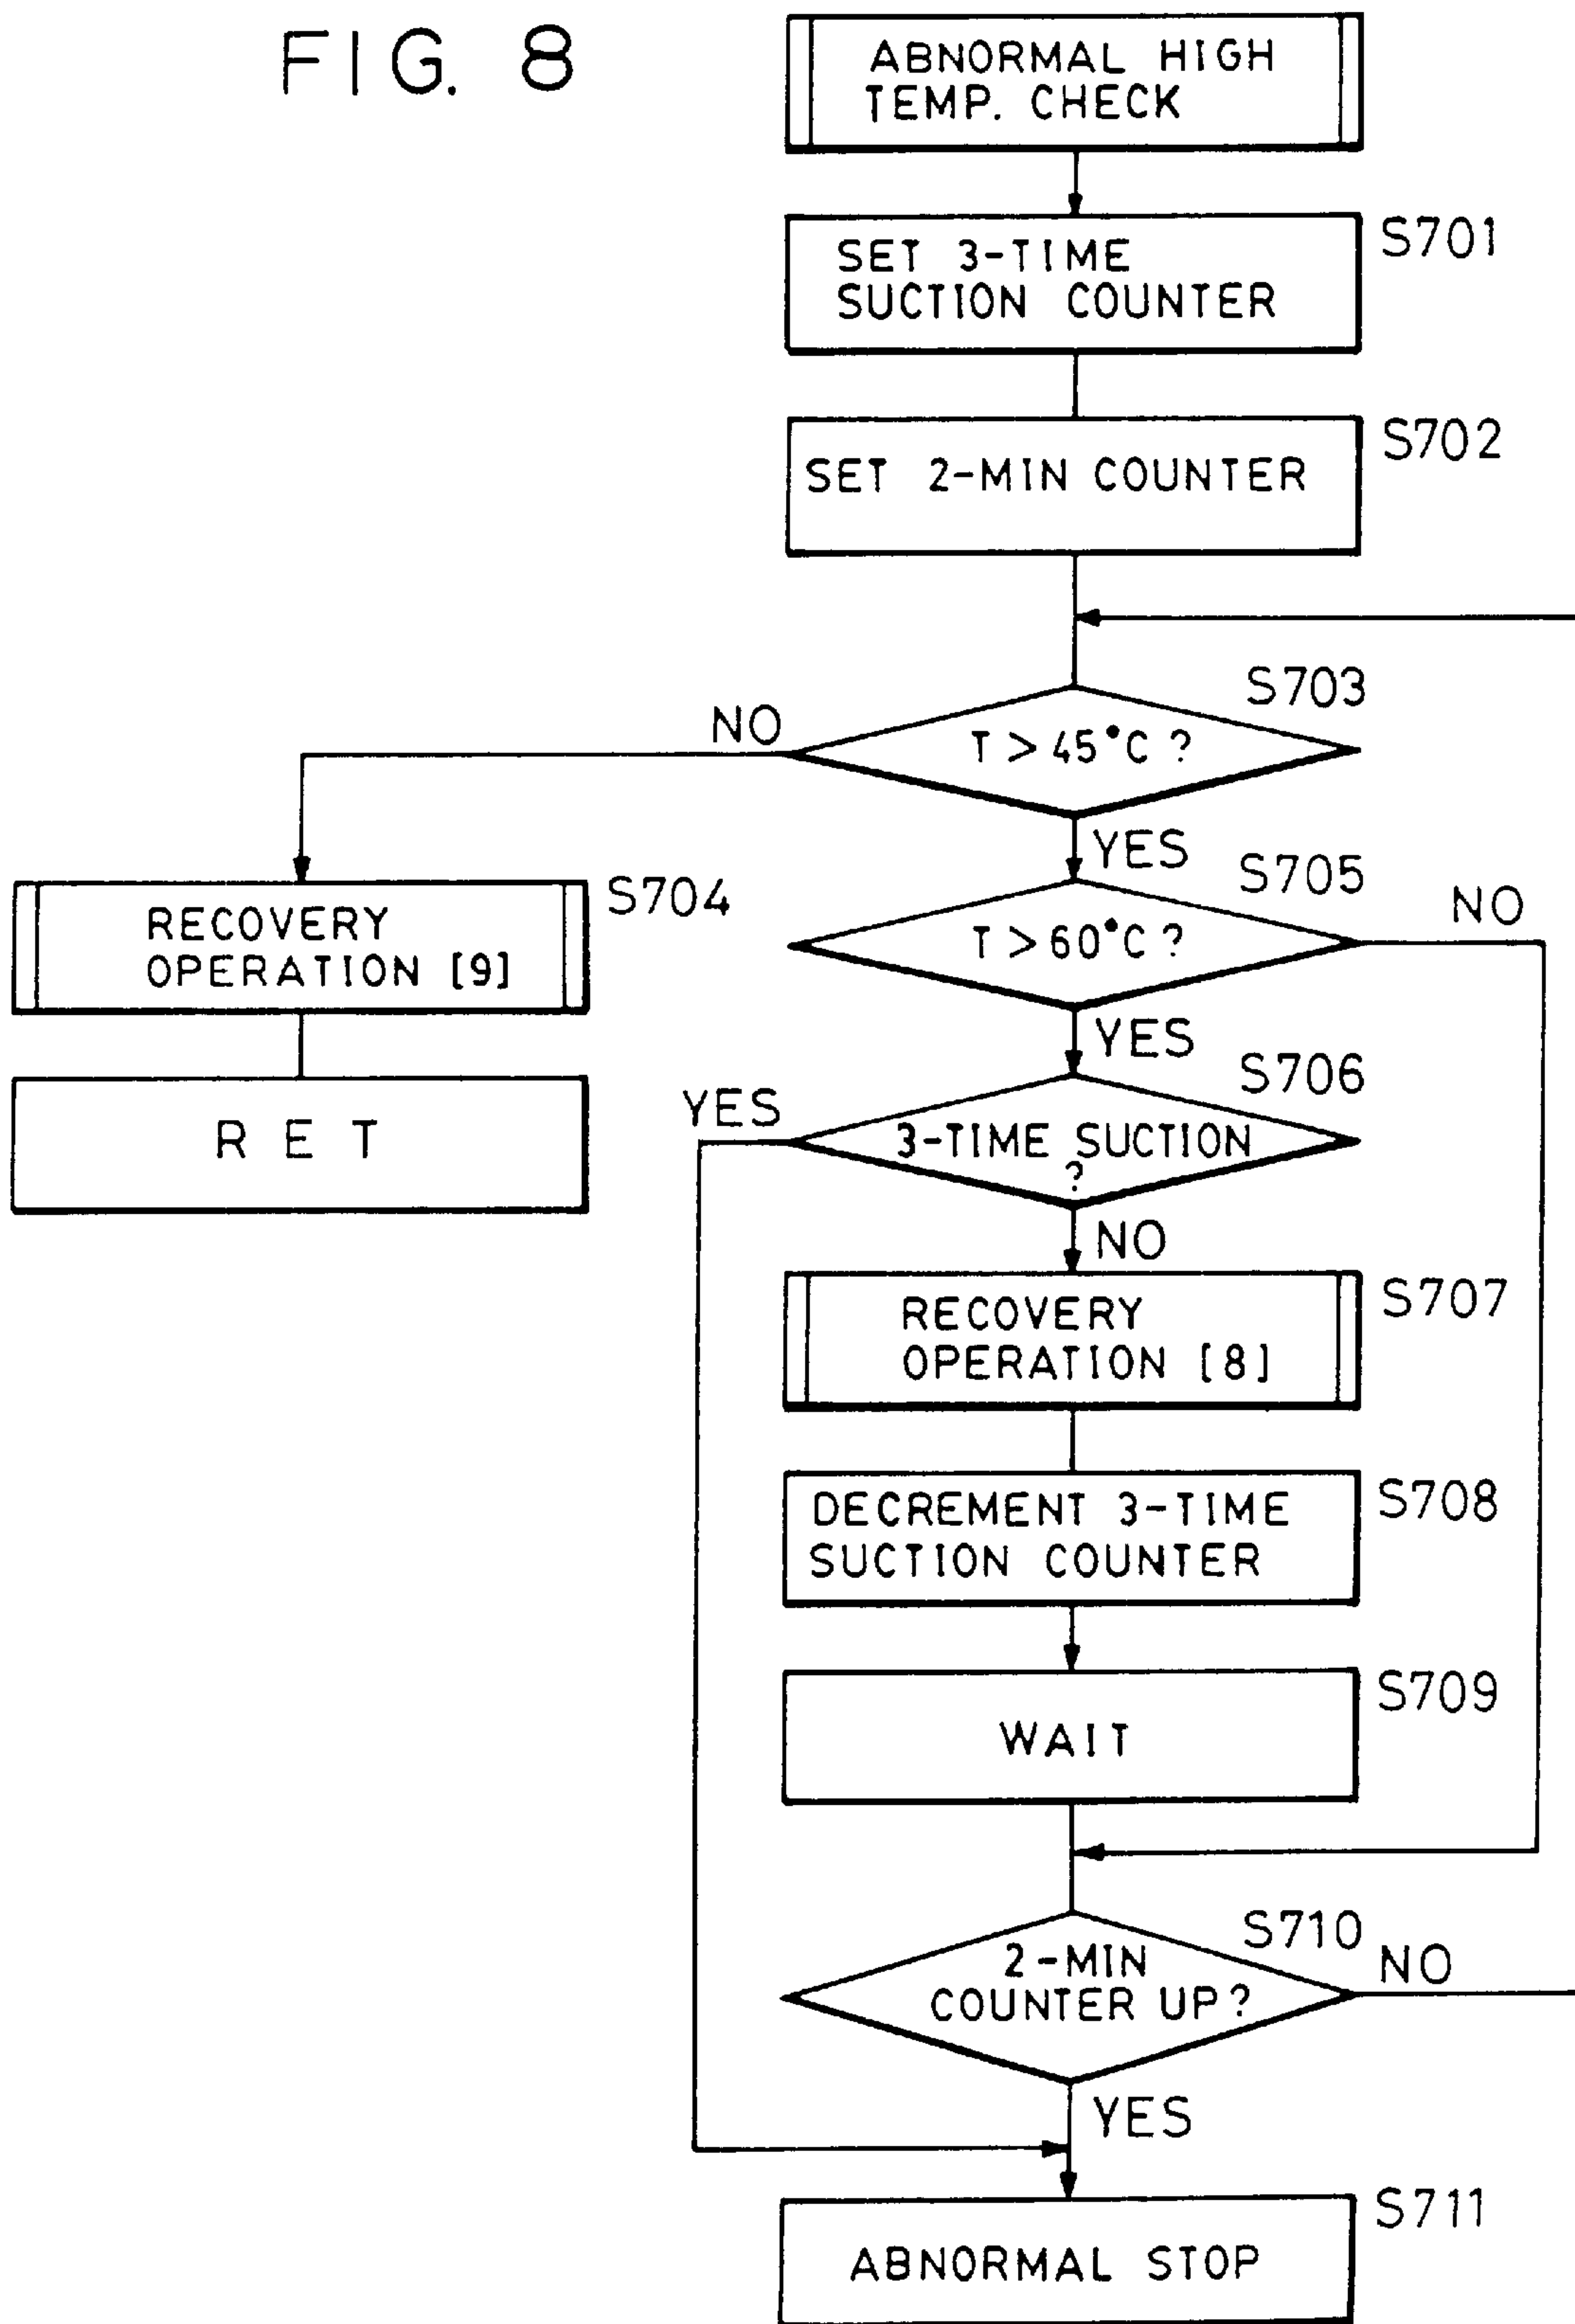 FIG. 8
ABNORMAL HIGH
TEMP. CHECK
S701
SET 3-TIME
SUCTION COUNTER
S702
SET 2-MIN COUNTER
S703
NO
T > 45°C ?
YES
S704
RECOVERY
OPERATION [9]
RET
S705
NO
T > 60°C ?
YES
S706
YES
3-TIME SUCTION
?
NO
S707
RECOVERY
OPERATION [8]
S708
DECREMENT 3-TIME
SUCTION COUNTER
S709
WAIT
S710
2-MIN
COUNTER UP?
NO
YES
S711
ABNORMAL STOP